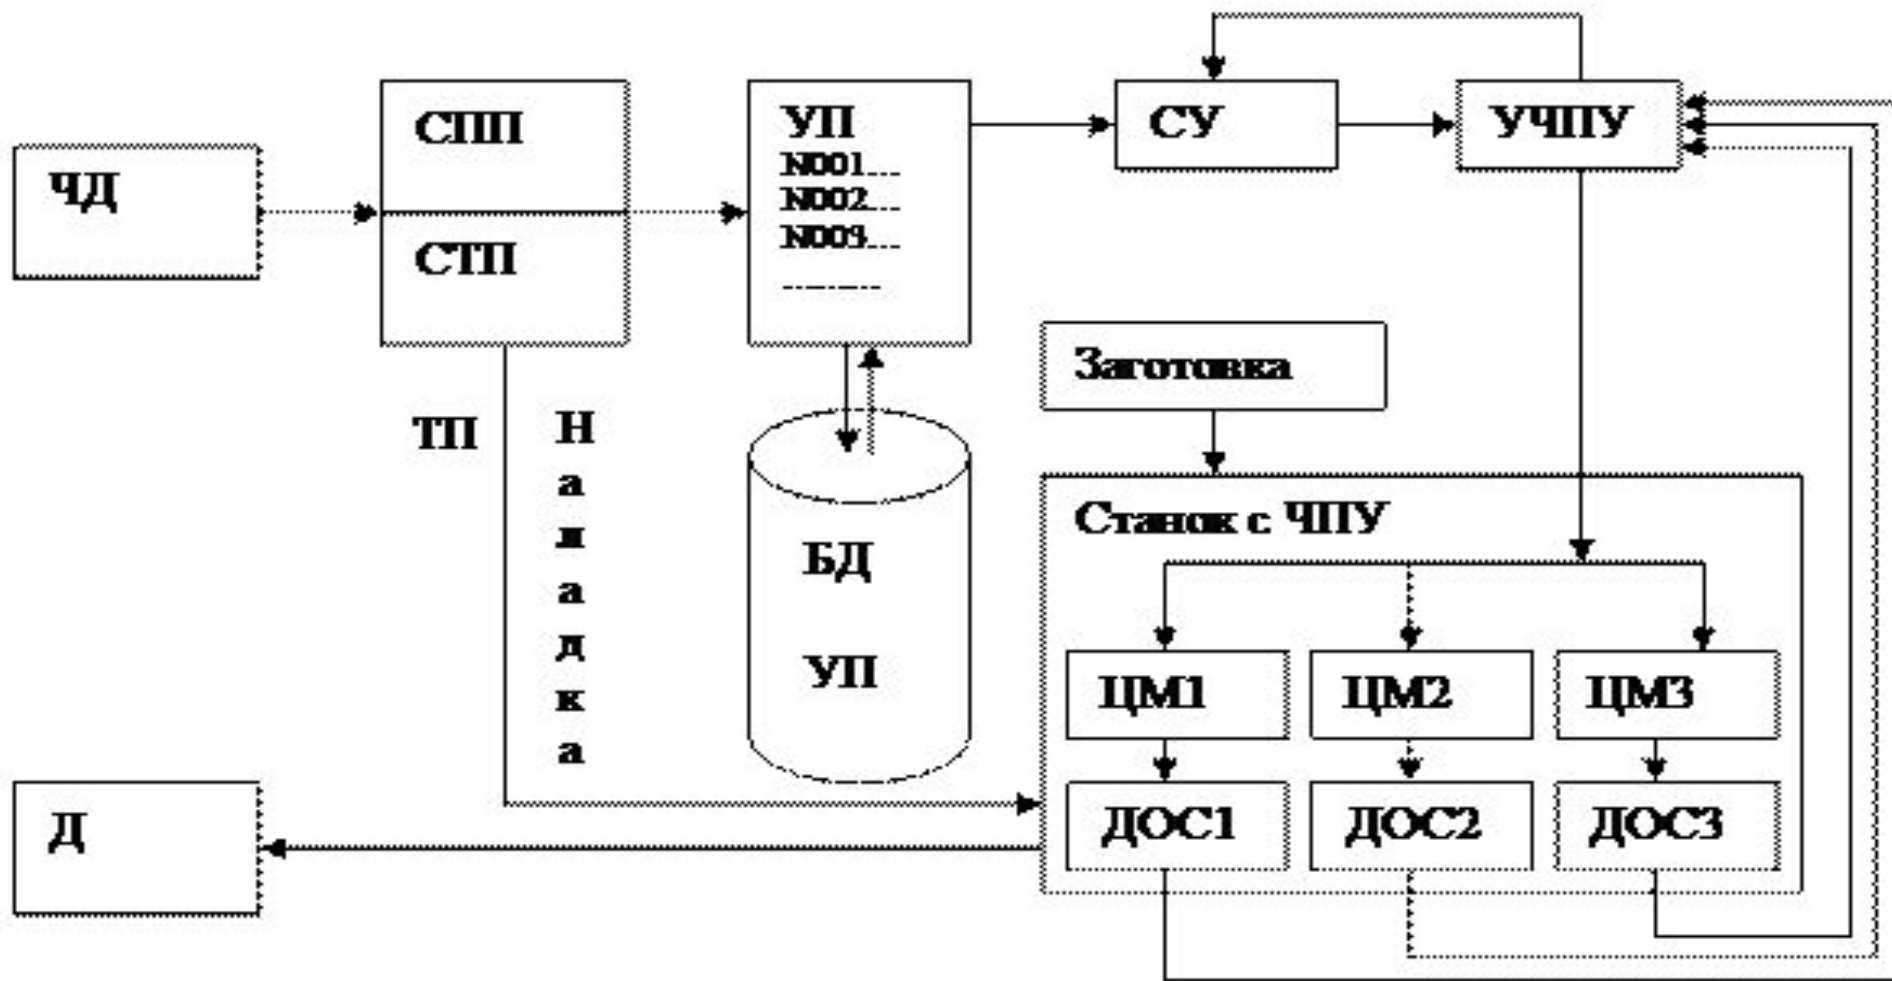 ЧД
СПП
СТП
УП
N001...
N002...
N003...
СУ
УЧПУ
Заготовка
ТП
Наладка
БД
УП
Станок с ЧПУ
ЦМ1
ЦМ2
ЦМ3
ДОС1
ДОС2
ДОС3
Д